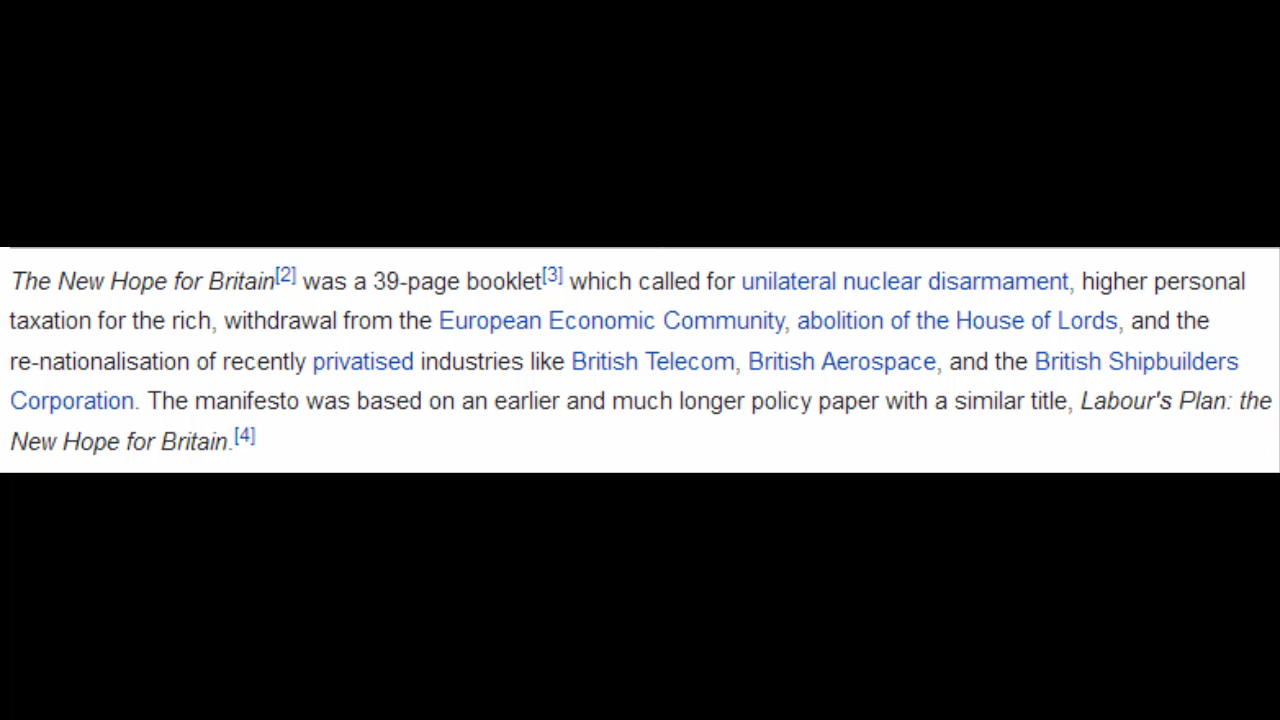 The New Hope for Britain[2] was a 39-page booklet[3] which called for unilateral nuclear disarmament, higher personal
taxation for the rich, withdrawal from the European Economic Community, abolition of the House of Lords, and the
re-nationalisation of recently privatised industries like British Telecom, British Aerospace, and the British Shipbuilders
Corporation. The manifesto was based on an earlier and much longer policy paper with a similar title, Labour's Plan: the
New Hope for Britain.[4]